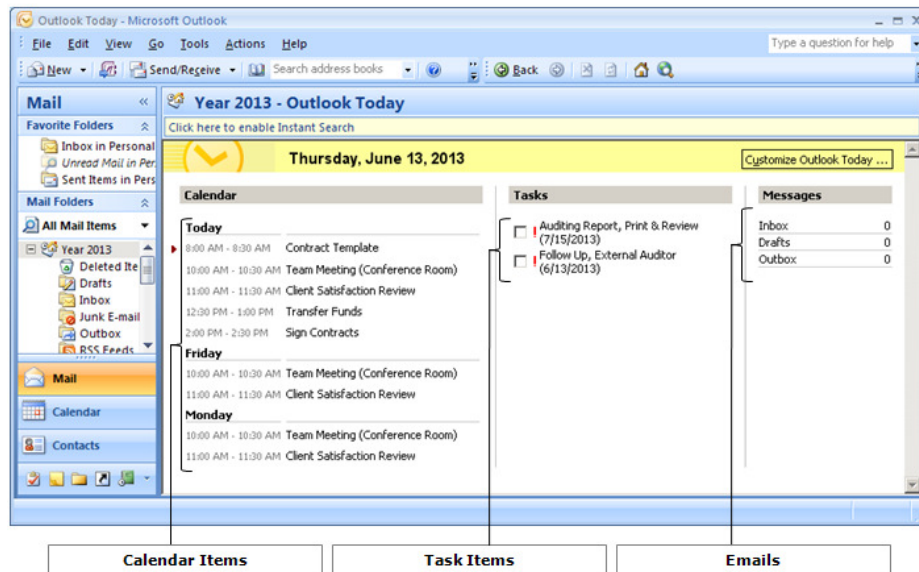 Outlook Today - Microsoft Outlook
File Edit View Go Tools Actions Help
Type a question for help
New Send/Receive Search address books Back
Mail «
Year 2013 - Outlook Today
Favorite Folders
Click here to enable Instant Search
Inbox in Personal
Unread Mail in Per
Sent Items in Pers
Mail Folders
All Mail Items
Year 2013
Deleted Ite
Drafts
Inbox
Junk E-mail
Outbox
RSS Feeds
Mail
Calendar
Contacts
Thursday, June 13, 2013
Customize Outlook Today ...
Calendar
Today
8:00 AM - 8:30 AM Contract Template
10:00 AM - 10:30 AM Team Meeting (Conference Room)
11:00 AM - 11:30 AM Client Satisfaction Review
12:30 PM - 1:00 PM Transfer Funds
2:00 PM - 2:30 PM Sign Contracts
Friday
10:00 AM - 10:30 AM Team Meeting (Conference Room)
11:00 AM - 11:30 AM Client Satisfaction Review
Monday
10:00 AM - 10:30 AM Team Meeting (Conference Room)
11:00 AM - 11:30 AM Client Satisfaction Review
Tasks
! Auditing Report, Print & Review
(7/15/2013)
! Follow Up, External Auditor
(6/13/2013)
Messages
Inbox 0
Drafts 0
Outbox 0
Calendar Items
Task Items
Emails